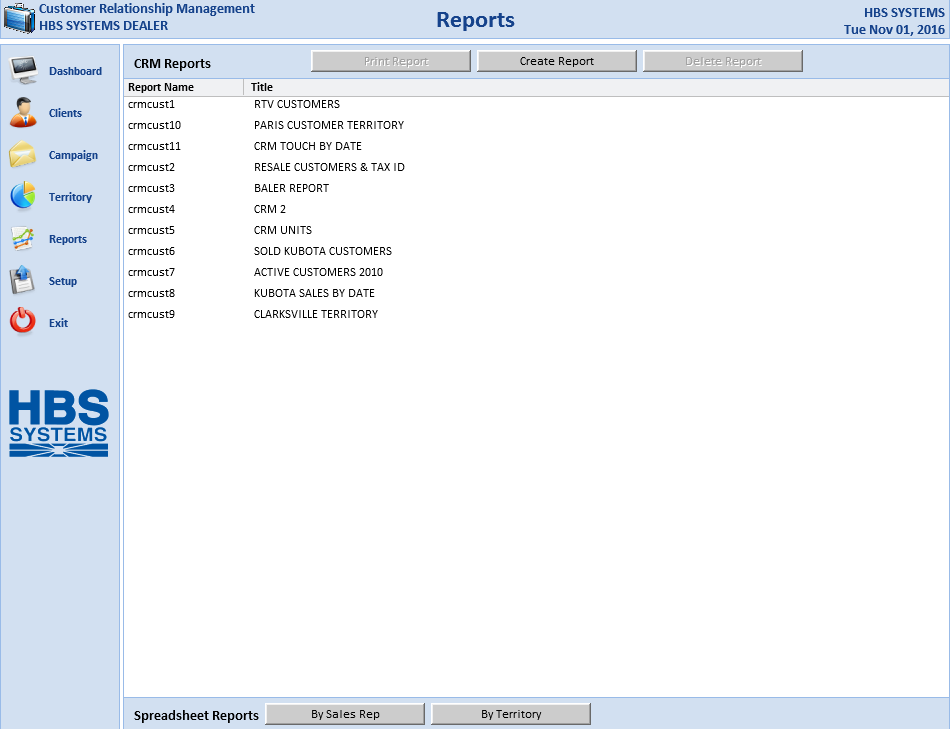 Customer Relationship Management
HBS SYSTEMS DEALER
Reports
HBS SYSTEMS
Tue Nov 01, 2016
Dashboard
Clients
Campaign
Territory
Reports
Setup
Exit
HBS
SYSTEMS
CRM Reports
Print Report
Create Report
Delete Report
Report Name Title
crmcust1 RTV CUSTOMERS
crmcust10 PARIS CUSTOMER TERRITORY
crmcust11 CRM TOUCH BY DATE
crmcust2 RESALE CUSTOMERS & TAX ID
crmcust3 BALER REPORT
crmcust4 CRM 2
crmcust5 CRM UNITS
crmcust6 SOLD KUBOTA CUSTOMERS
crmcust7 ACTIVE CUSTOMERS 2010
crmcust8 KUBOTA SALES BY DATE
crmcust9 CLARKSVILLE TERRITORY
Spreadsheet Reports
By Sales Rep
By Territory